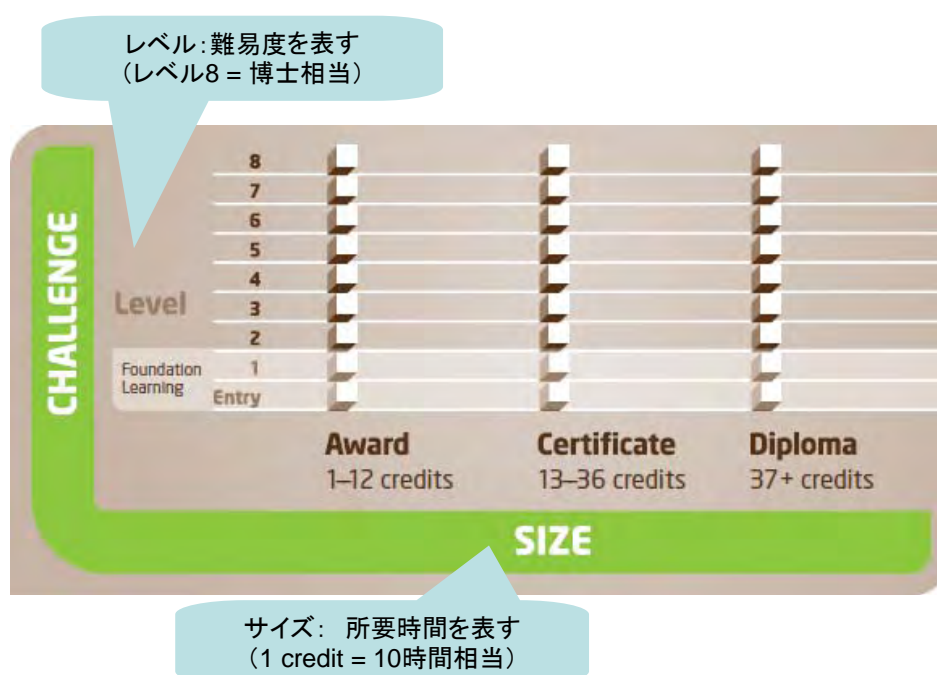 レベル：難易度を表す
（レベル8 = 博士相当）
CHALLENGE
Level
8
7
6
5
4
3
2
1
Entry
Foundation
Learning
Award
1–12 credits
Certificate
13–36 credits
Diploma
37+ credits
SIZE
サイズ： 所要時間を表す
（1 credit = 10時間相当）